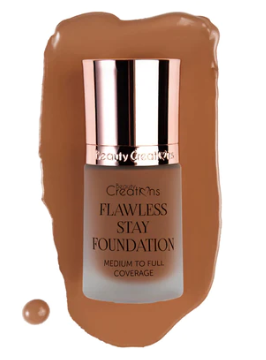 Beauty Creations
Beauty
Creations
FLAWLESS
STAY
FOUNDATION
MEDIUM TO FULL
COVERAGE